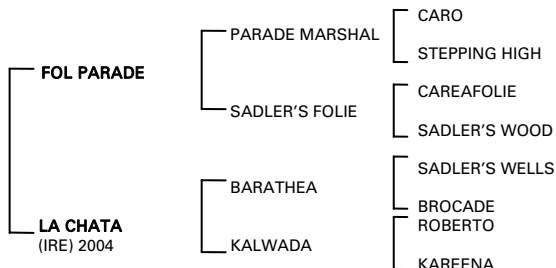 CARO
PARADE MARSHAL
STEPPING HIGH
FOL PARADE
CAREAFOLIE
SADLER'S FOLIE
SADLER'S WOOD
SADLER'S WELLS
BARATHEA
BROCADE
LA CHATA
(IRE) 2004
ROBERTO
KALWADA
KAREENA